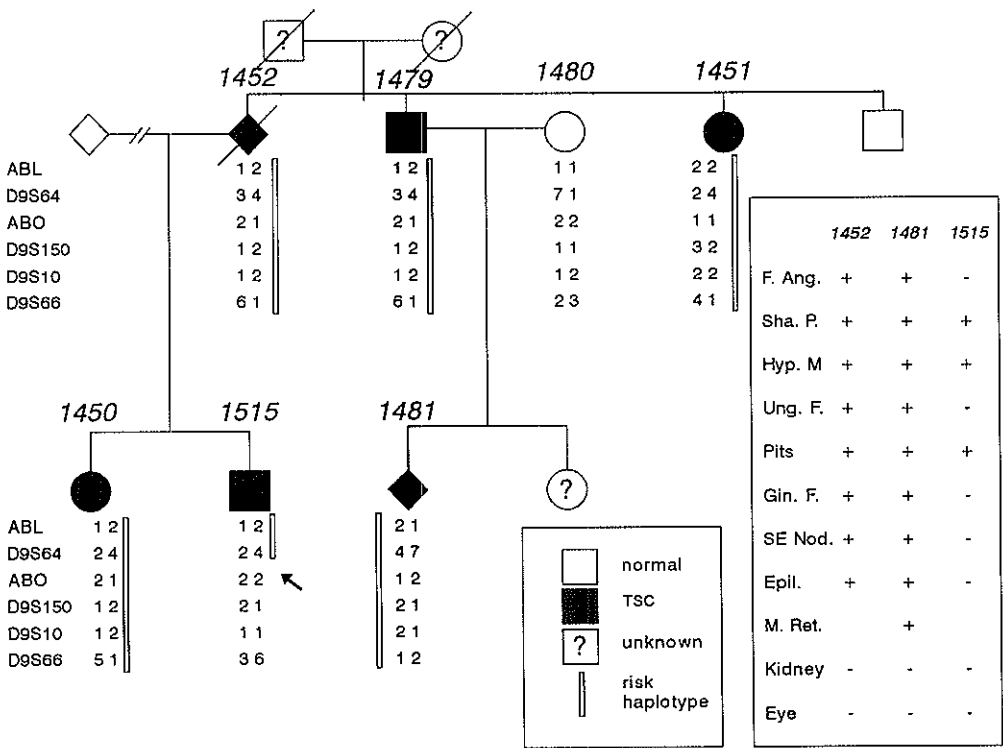 ? ?
1452 1479 1480 1451
ABL 1 2 1 2 1 1 2 2
D9S64 3 4 3 4 7 1 2 4
ABO 2 1 2 1 2 2 1 1
D9S150 1 2 1 2 1 1 3 2
D9S10 1 2 1 2 1 2 2 2
D9S66 6 1 6 1 2 3 4 1
1450 1515 1481
?
ABL 1 2 1 2 2 1
D9S64 2 4 2 4 4 7
ABO 2 1 2 2 1 2
D9S150 1 2 2 1 2 1
D9S10 1 2 1 1 2 1
D9S66 5 1 3 6 1 2
normal
TSC
? unknown
risk
haplotype
1452 1481 1515
F. Ang. + + -
Sha. P. + + +
Hyp. M + + +
Ung. F. + + -
Pits + + +
Gin. F. + + -
SE Nod. + + -
Epil. + + -
M. Ret. +
Kidney - - -
Eye - - -